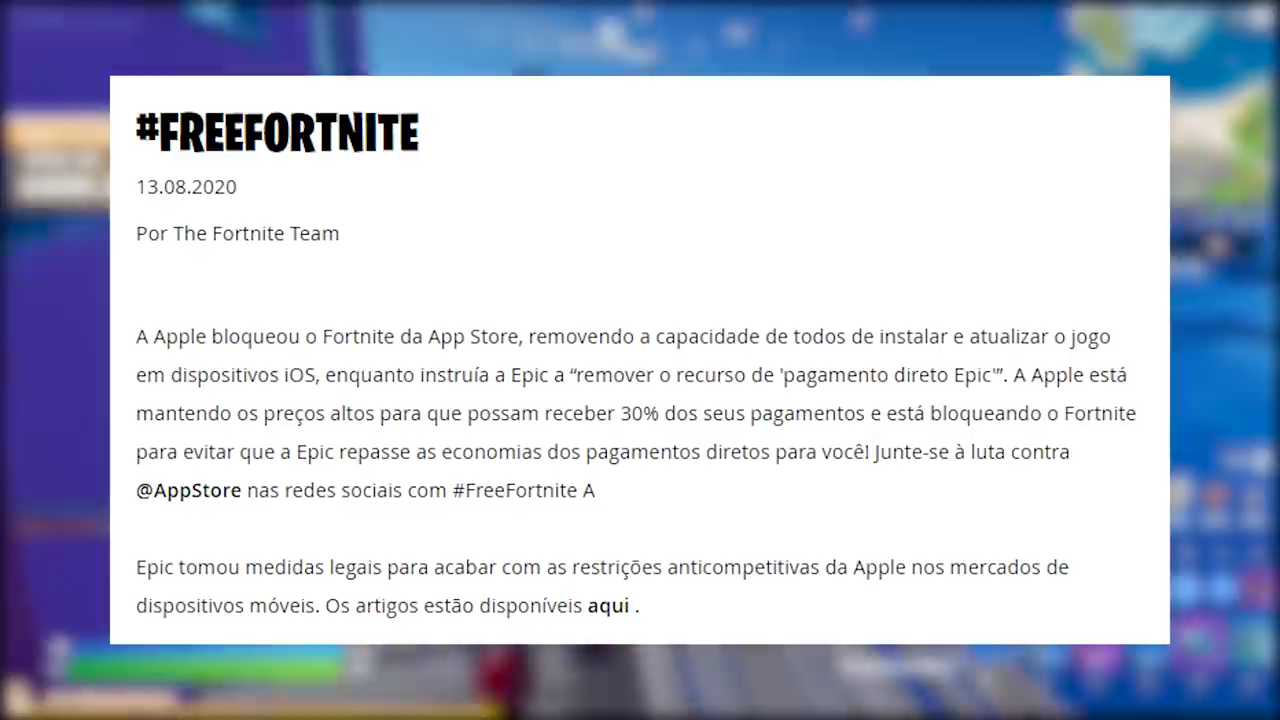 #FREEFORTNITE
13.08.2020
Por The Fortnite Team
A Apple bloqueou o Fortnite da App Store, removendo a capacidade de todos de instalar e atualizar o jogo
em dispositivos iOS, enquanto instruía a Epic a “remover o recurso de 'pagamento direto Epic'”. A Apple está
mantendo os preços altos para que possam receber 30% dos seus pagamentos e está bloqueando o Fortnite
para evitar que a Epic repasse as economias dos pagamentos diretos para você! Junte-se à luta contra
@AppStore nas redes sociais com #FreeFortnite A
Epic tomou medidas legais para acabar com as restrições anticompetitivas da Apple nos mercados de
dispositivos móveis. Os artigos estão disponíveis aqui .